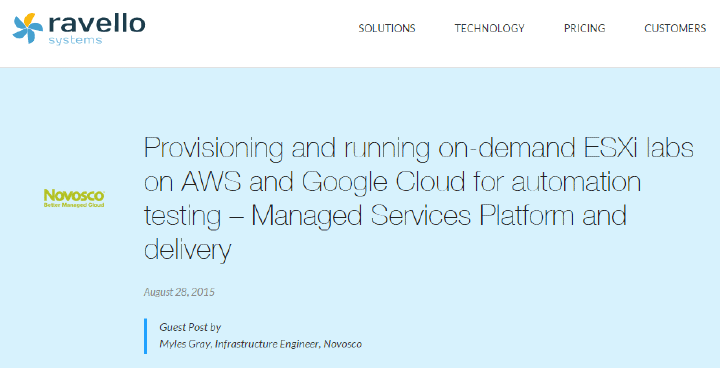 ravello
systems
SOLUTIONS TECHNOLOGY PRICING CUSTOMERS
Novosco
Better Managed Cloud
Provisioning and running on-demand ESXi labs
on AWS and Google Cloud for automation
testing – Managed Services Platform and
delivery
August 28, 2015
Guest Post by
Myles Gray, Infrastructure Engineer, Novosco